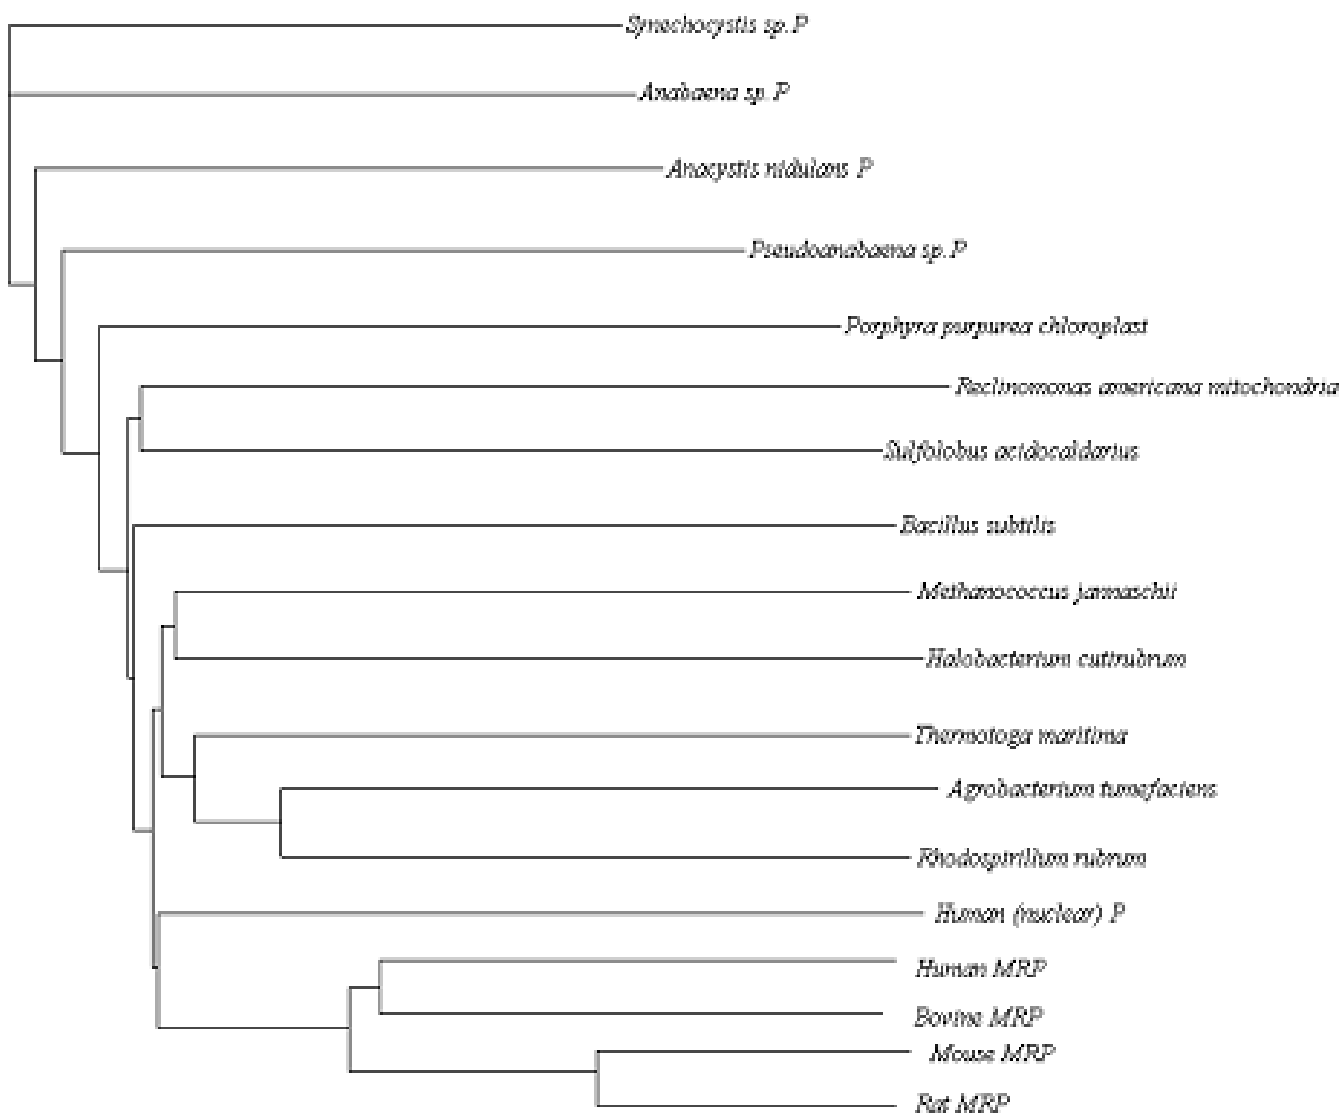 Synechocystis sp. P
Anabaena sp. P
Anacystis nidulans P
Pseudoanabaena sp. P
Porphyra purpurea chloroplast
Reclinomonas americana mitochondria
Sulfolobus acidocaldarius
Bacillus subtilis
Methanococcus jannaschii
Halobacterium cutirubrum
Thermotoga maritima
Agrobacterium tumefaciens
Rhodospirillum rubrum
Human (nuclear) P
Human MRP
Bovine MRP
Mouse MRP
Rat MRP